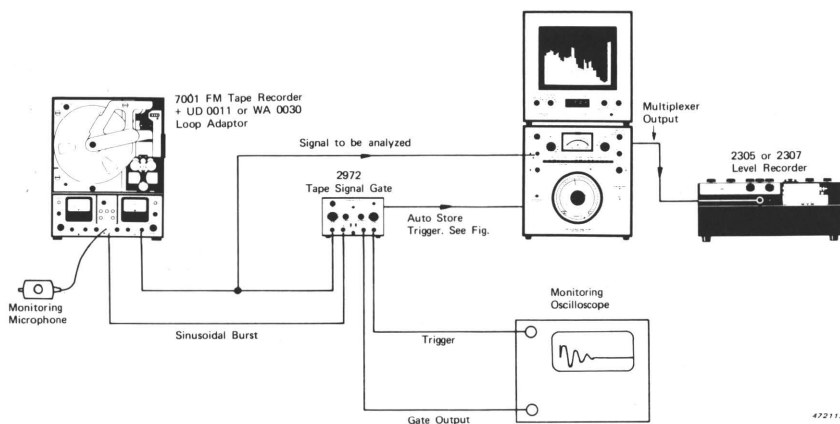 7001 FM Tape Recorder
+ UD 0011 or WA 0030
Loop Adaptor
Signal to be analyzed
2972
Tape Signal Gate
Auto Store
Trigger. See Fig.
Multiplexer
Output
2305 or 2307
Level Recorder
Monitoring
Microphone
Sinusoidal Burst
Trigger
Monitoring
Oscilloscope
Gate Output